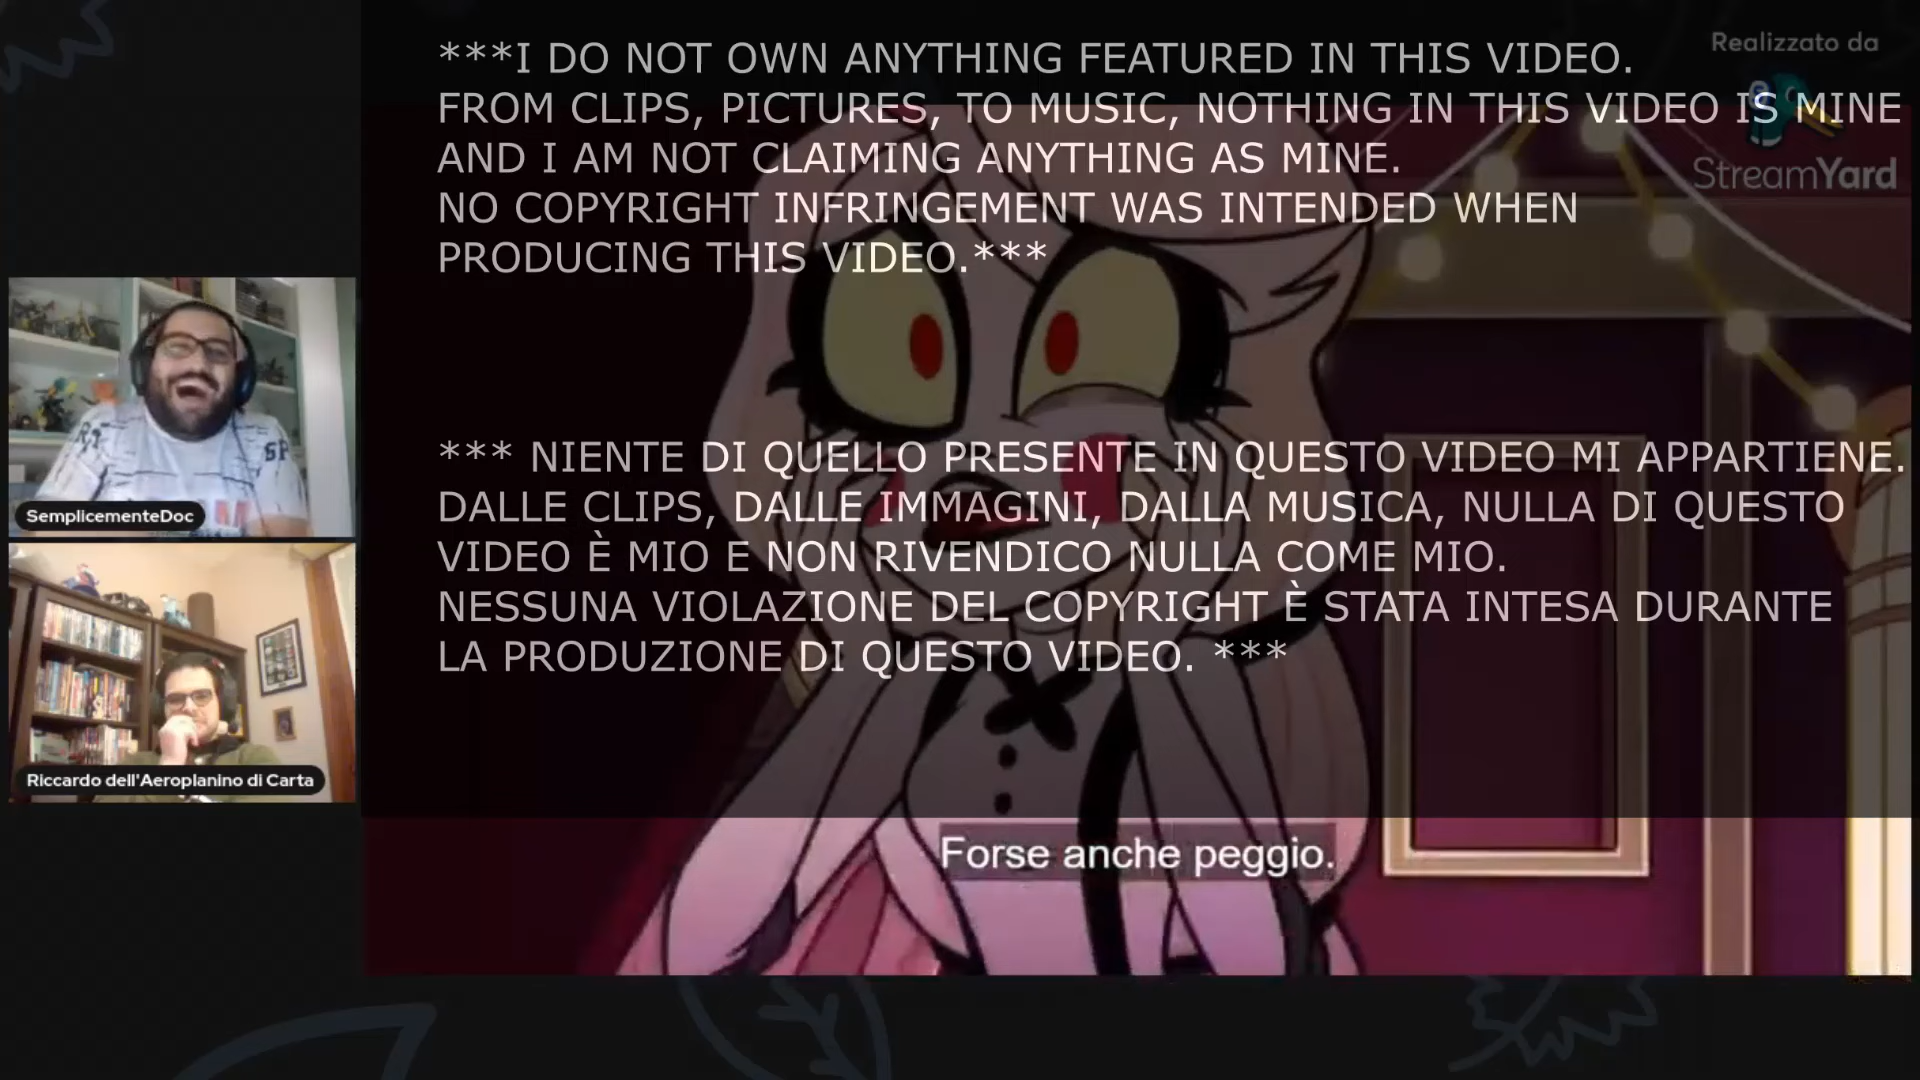 ***I DO NOT OWN ANYTHING FEATURED IN THIS VIDEO.
FROM CLIPS, PICTURES, TO MUSIC, NOTHING IN THIS VIDEO IS MINE
AND I AM NOT CLAIMING ANYTHING AS MINE.
NO COPYRIGHT INFRINGEMENT WAS INTENDED WHEN
PRODUCING THIS VIDEO.***
Realizzato da
StreamYard
*** NIENTE DI QUELLO PRESENTE IN QUESTO VIDEO MI APPARTIENE.
DALLE CLIPS, DALLE IMMAGINI, DALLA MUSICA, NULLA DI QUESTO
VIDEO È MIO E NON RIVENDICO NULLA COME MIO.
NESSUNA VIOLAZIONE DEL COPYRIGHT È STATA INTESA DURANTE
LA PRODUZIONE DI QUESTO VIDEO. ***
SemplicementeDoc
Riccardo dell'Aeroplanino di Carta
Forse anche peggio.